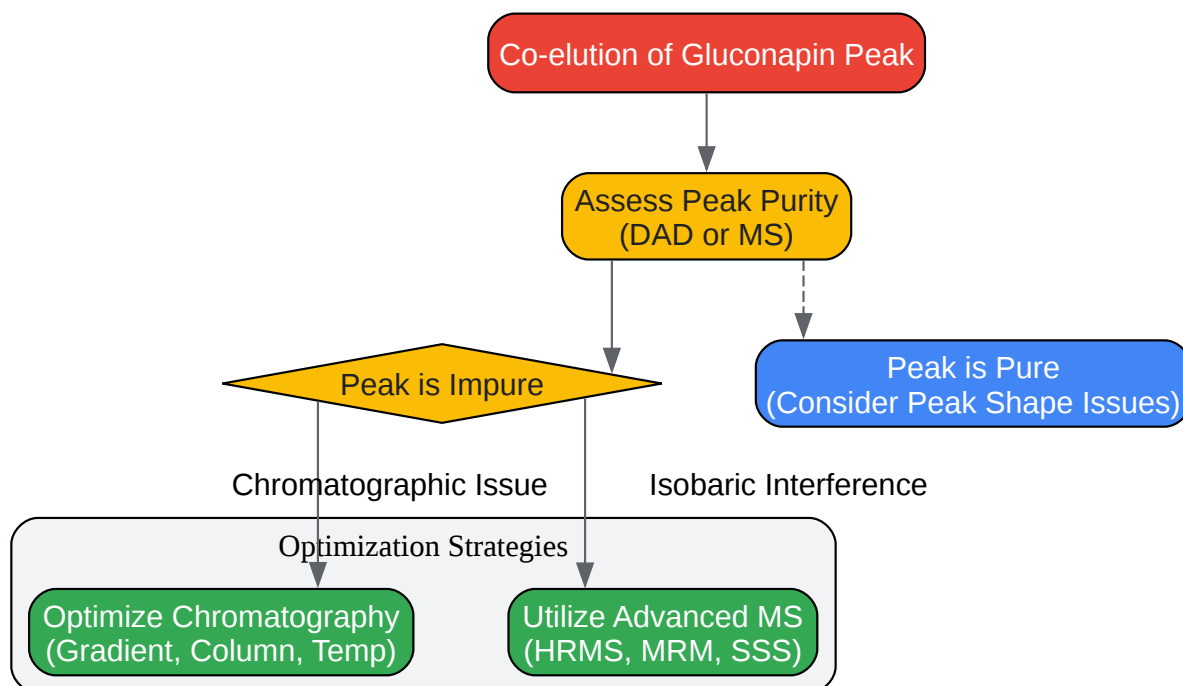 Co-elution of Gluconapin Peak
Assess Peak Purity
(DAD or MS)
Peak is Impure
Peak is Pure
(Consider Peak Shape Issues)
Chromatographic Issue
Isobaric Interference
Optimization Strategies
Optimize Chromatography
(Gradient, Column, Temp)
Utilize Advanced MS
(HRMS, MRM, SSS)